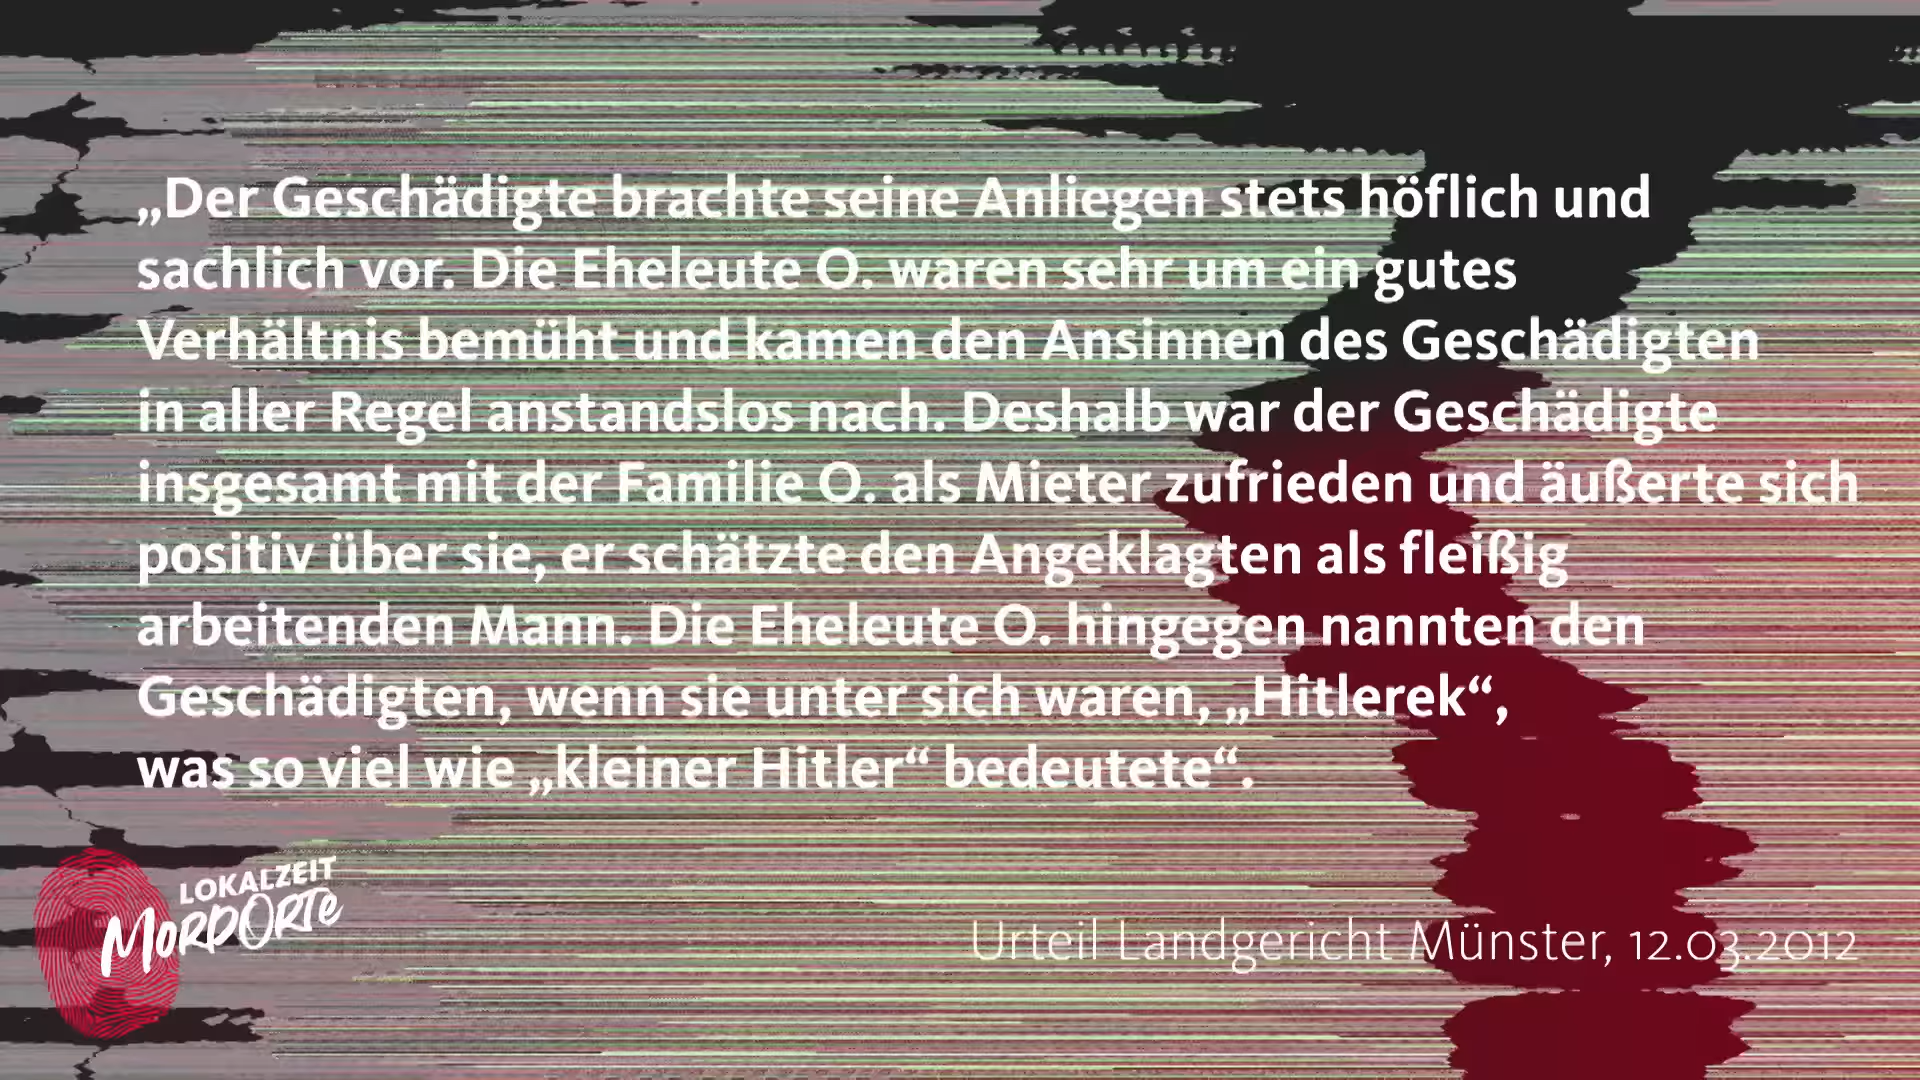 „Der Geschädigte brachte seine Anliegen stets höflich und
sachlich vor. Die Eheleute O. waren sehr um ein gutes
Verhältnis bemüht und kamen den Ansinnen des Geschädigten
in aller Regel anstandslos nach. Deshalb war der Geschädigte
insgesamt mit der Familie O. als Mieter zufrieden und äußerte sich
positiv über sie, er schätzte den Angeklagten als fleißig
arbeitenden Mann. Die Eheleute O. hingegen nannten den
Geschädigten, wenn sie unter sich waren, „Hitlerek“,
was so viel wie „kleiner Hitler“ bedeutete“.
LOKALZEIT
MORDORTE
Urteil Landgericht Münster, 12.03.2012